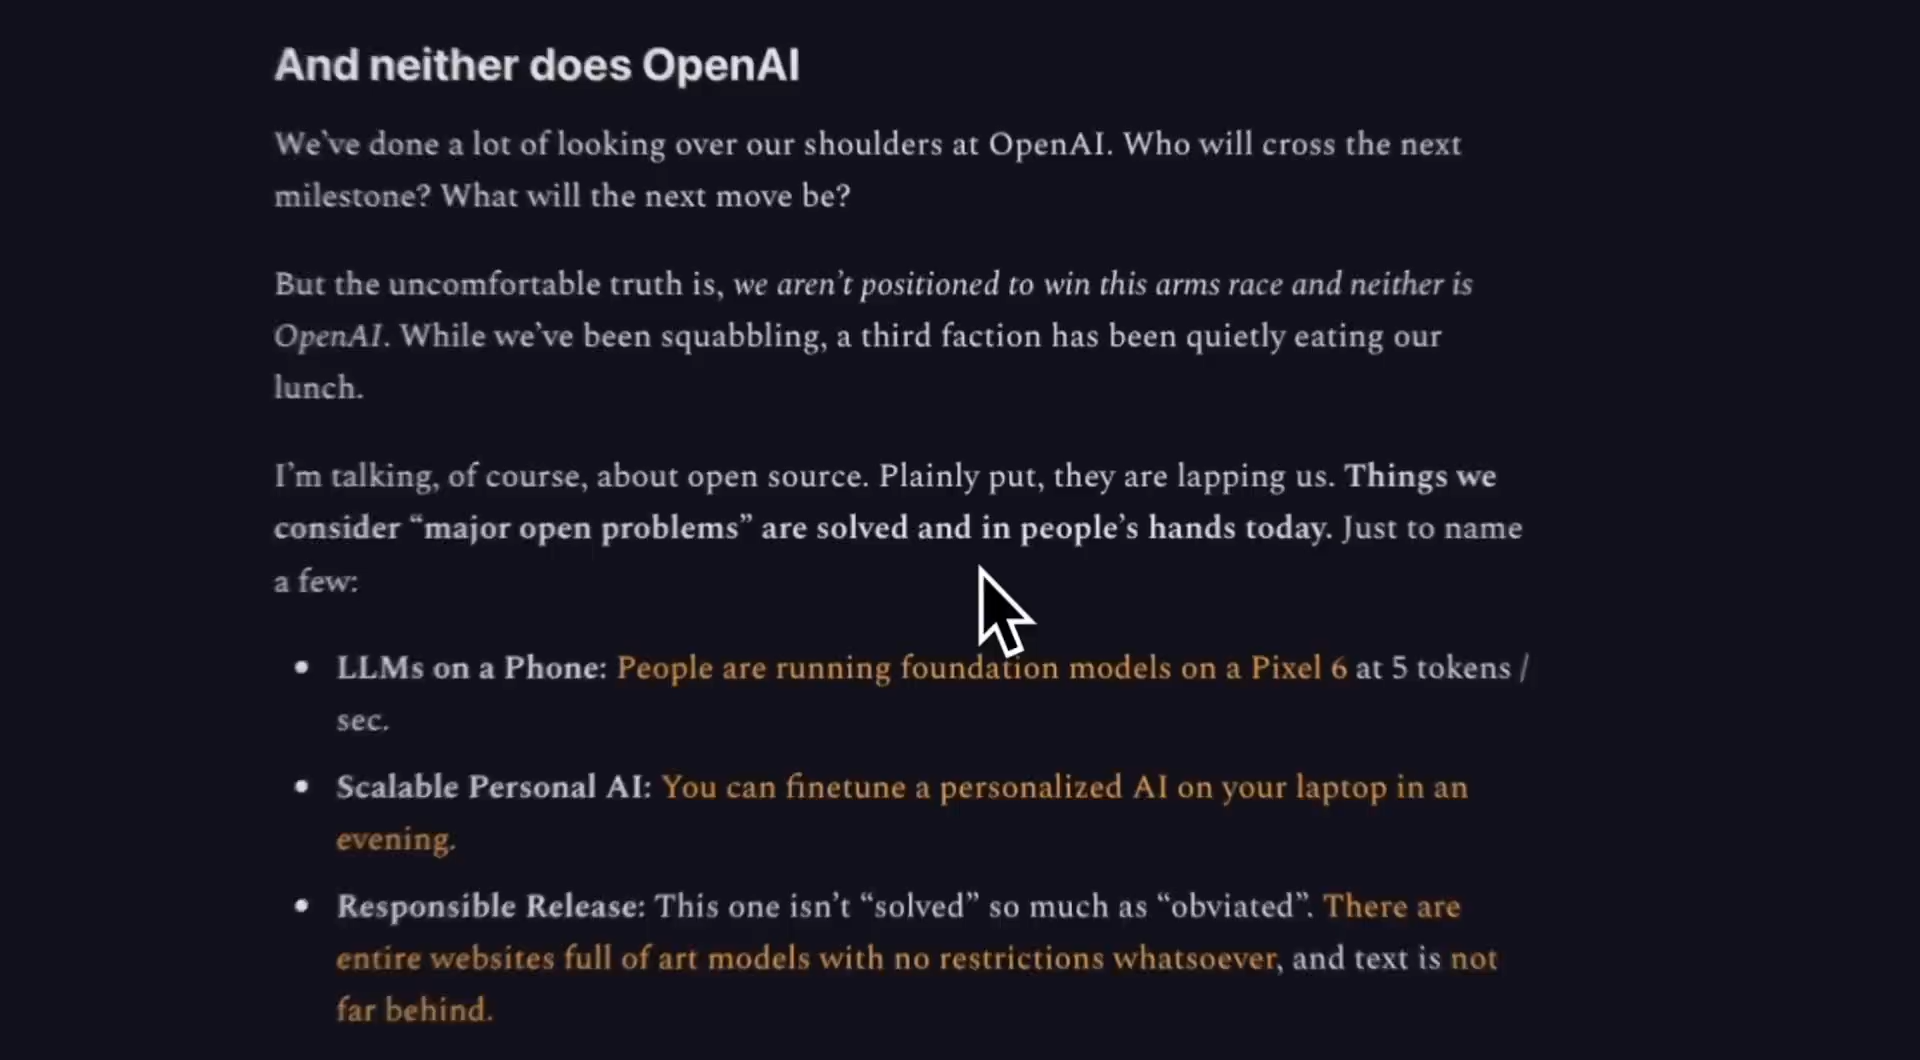 And neither does OpenAI
We’ve done a lot of looking over our shoulders at OpenAI. Who will cross the next
milestone? What will the next move be?
But the uncomfortable truth is, we aren’t positioned to win this arms race and neither is
OpenAI. While we’ve been squabbling, a third faction has been quietly eating our
lunch.
I’m talking, of course, about open source. Plainly put, they are lapping us. Things we
consider “major open problems” are solved and in people’s hands today. Just to name
a few:
• LLMs on a Phone: People are running foundation models on a Pixel 6 at 5 tokens /
sec.
• Scalable Personal AI: You can finetune a personalized AI on your laptop in an
evening.
• Responsible Release: This one isn’t “solved” so much as “obviated”. There are
entire websites full of art models with no restrictions whatsoever, and text is not
far behind.